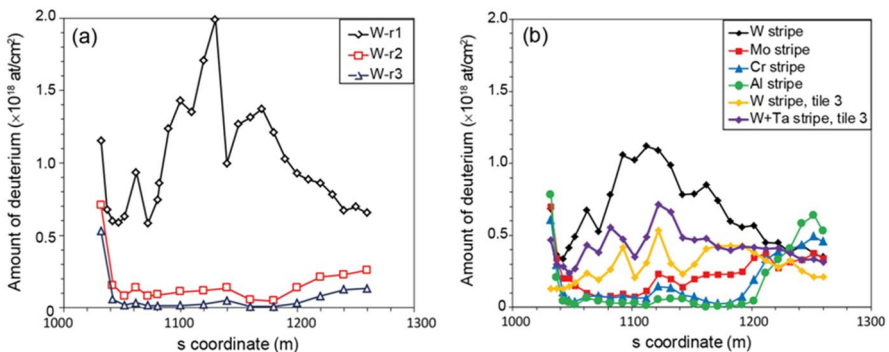 (a)
W-r1
W-r2
W-r3
2.0
1.5
1.0
0.5
0
1000
1100
1200
1300
Amount of deuterium (×10¹⁸ at/cm²)
s coordinate (m)
(b)
W stripe
Mo stripe
Cr stripe
Al stripe
W stripe, tile 3
W+Ta stripe, tile 3
2.0
1.5
1.0
0.5
0
1000
1100
1200
1300
Amount of deuterium (×10¹⁸ at/cm²)
s coordinate (m)